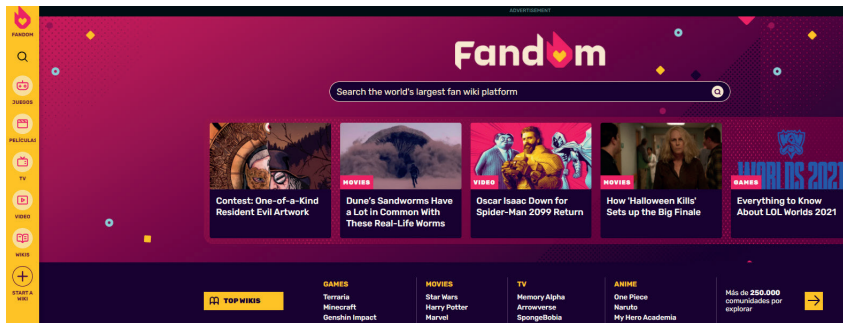 ADVERTISEMENT
FANDOM
JUEGOS
PELÍCULAS
TV
VIDEO
WIKIS
START A
WIKI
Fandom
Search the world's largest fan wiki platform
Contest: One-of-a-Kind
Resident Evil Artwork
MOVIES
Dune's Sandworms Have
a Lot in Common With
These Real-Life Worms
VIDEO
Oscar Isaac Down for
Spider-Man 2099 Return
MOVIES
How 'Halloween Kills'
Sets up the Big Finale
WORLDS 2021
GAMES
Everything to Know
About LOL Worlds 2021
TOP WIKIS
GAMES
Terraria
Minecraft
Genshin Impact
MOVIES
Star Wars
Harry Potter
Marvel
TV
Memory Alpha
Arrowverse
SpongeBobia
ANIME
One Piece
Naruto
My Hero Academia
Más de 250.000
comunidades por
explorar